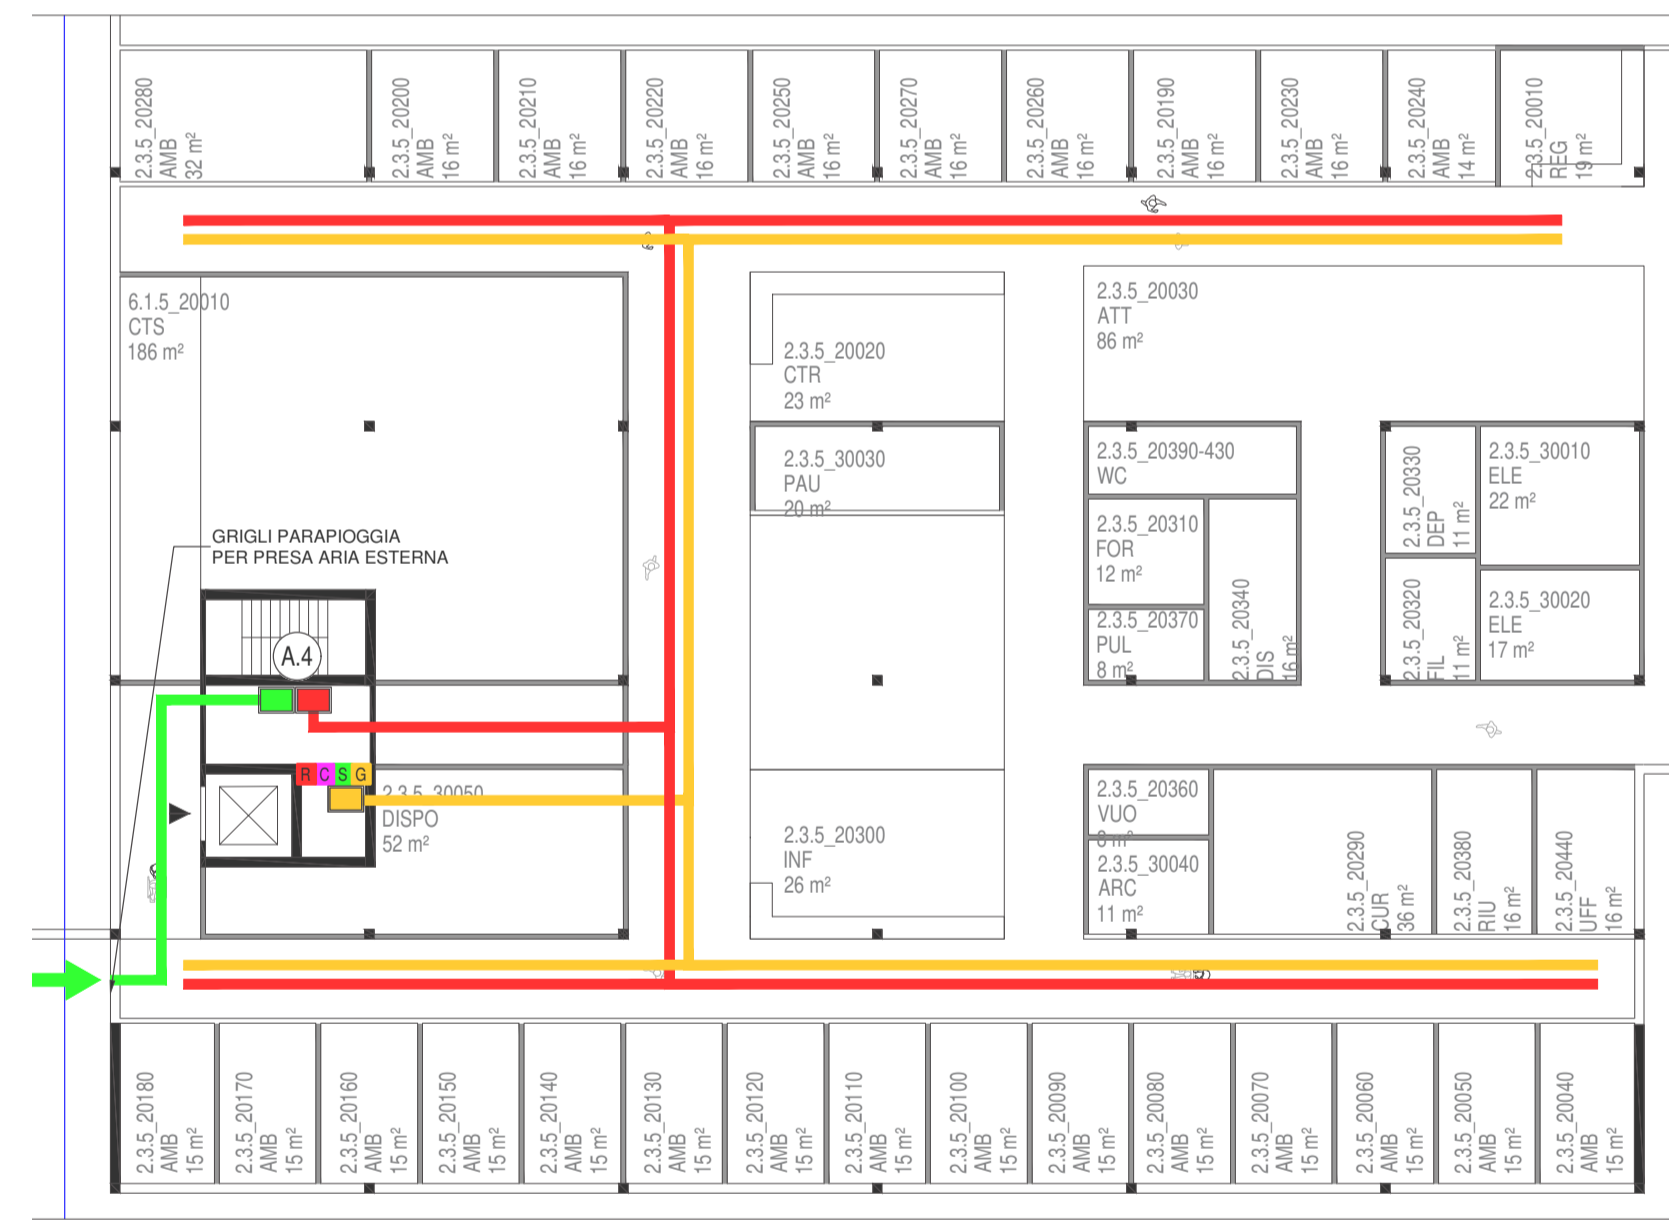 2.3.5_20280
AMB
32 m²
2.3.5_20200
AMB
16 m²
2.3.5_20210
AMB
16 m²
2.3.5_20220
AMB
16 m²
2.3.5_20250
AMB
16 m²
2.3.5_20270
AMB
16 m²
2.3.5_20260
AMB
16 m²
2.3.5_20190
AMB
16 m²
2.3.5_20230
AMB
16 m²
2.3.5_20240
AMB
14 m²
2.3.5_20010
REG
19 m²
6.1.5_20010
CTS
186 m²
2.3.5_20020
CTR
23 m²
2.3.5_20030
ATT
86 m²
2.3.5_30030
PAU
20 m²
2.3.5_20390-430
WC
2.3.5_20310
FOR
12 m²
2.3.5_20370
PUL
8 m²
2.3.5_20340
DIS
16 m²
2.3.5_20330
DEP
11 m²
2.3.5_30010
ELE
22 m²
2.3.5_20320
FIL
11 m²
2.3.5_30020
ELE
17 m²
GRIGLI PARAPIOGGIA
PER PRESA ARIA ESTERNA
A.4
R C S G
2.3.5_30050
DISPO
52 m²
2.3.5_20300
INF
26 m²
2.3.5_20360
VUO
m²
2.3.5_30040
ARC
11 m²
2.3.5_20290
CUR
36 m²
2.3.5_20380
RIU
16 m²
2.3.5_20440
UFF
16 m²
2.3.5_20180
AMB
15 m²
2.3.5_20170
AMB
15 m²
2.3.5_20160
AMB
15 m²
2.3.5_20150
AMB
15 m²
2.3.5_20140
AMB
15 m²
2.3.5_20130
AMB
15 m²
2.3.5_20120
AMB
15 m²
2.3.5_20110
AMB
15 m²
2.3.5_20100
AMB
15 m²
2.3.5_20090
AMB
15 m²
2.3.5_20080
AMB
15 m²
2.3.5_20070
AMB
15 m²
2.3.5_20060
AMB
15 m²
2.3.5_20050
AMB
15 m²
2.3.5_20040
AMB
15 m²